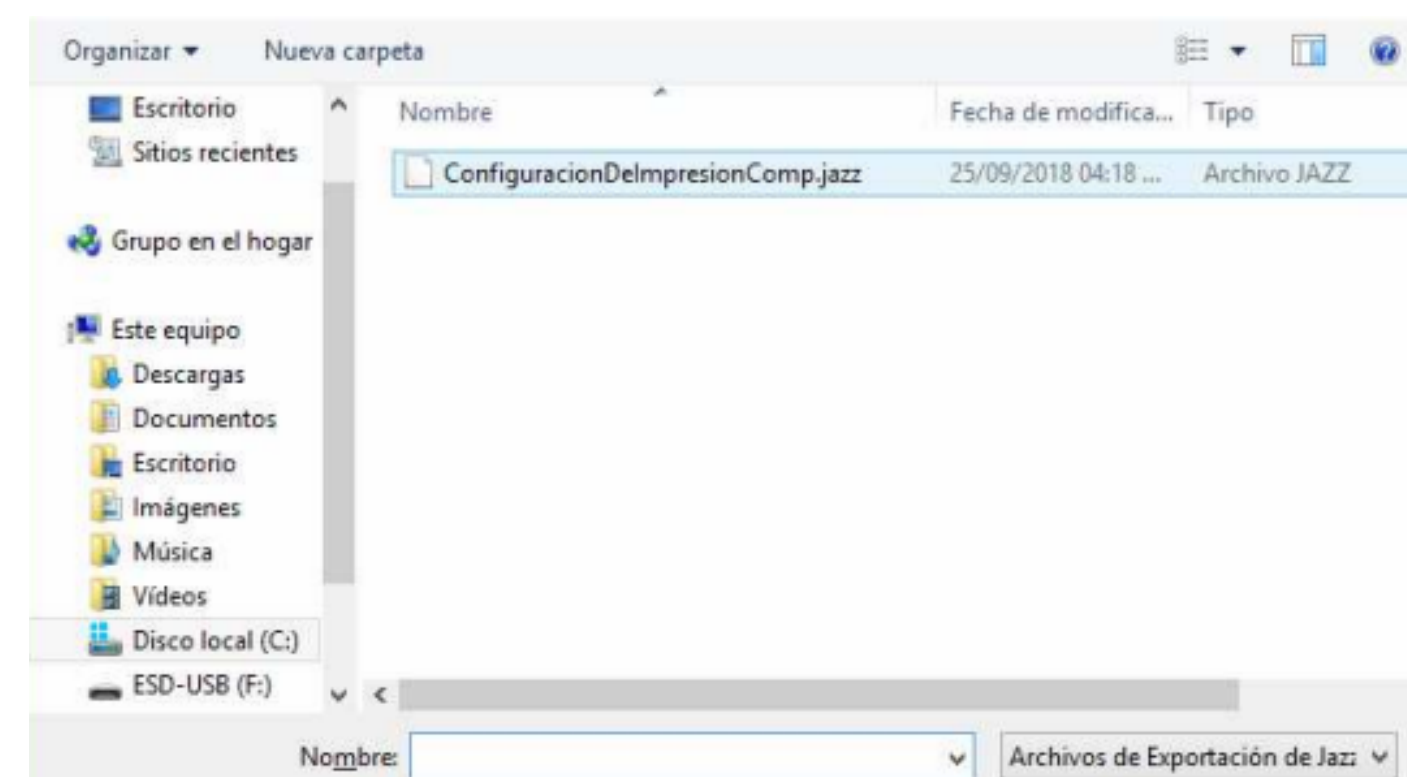 Organizar Nueva carpeta
Escritorio
Sitios recientes
Grupo en el hogar
Este equipo
Descargas
Documentos
Escritorio
Imágenes
Música
Vídeos
Disco local (C:)
ESD-USB (F:)
Nombre Fecha de modifica... Tipo
ConfiguracionDeImpresionComp.jazz 25/09/2018 04:18 ... Archivo JAZZ
Nombre: Archivos de Exportación de Jazz